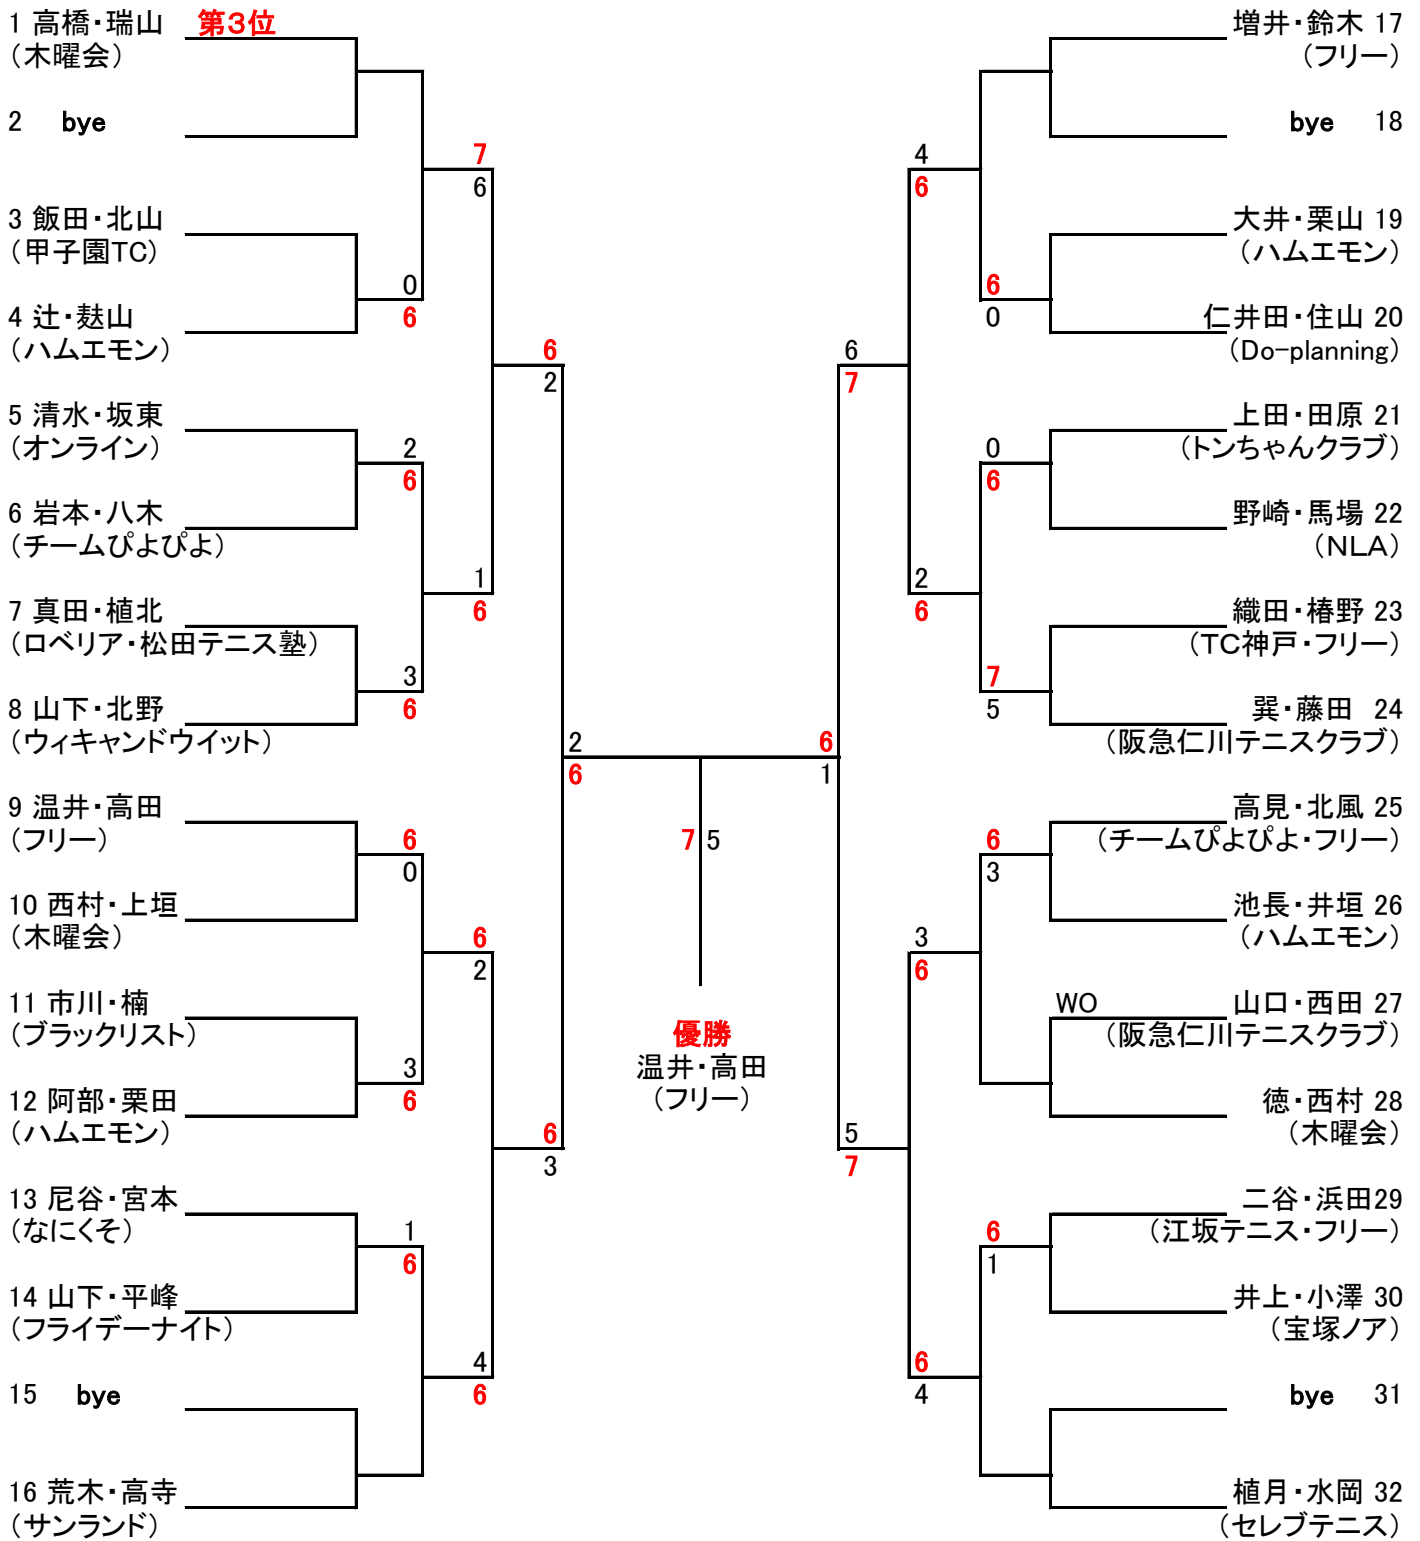 1 高橋・瑞山 第3位
（木曜会）
2 bye
7
6
3 飯田・北山
（甲子園TC）
0
6
4 辻・麸山
（ハムエモン）
6
2
5 清水・坂東
（オンライン）
2
6
6 岩本・八木
（チームぴよぴよ）
1
6
7 真田・植北
（ロベリア・松田テニス塾）
3
6
8 山下・北野
（ウィキャンドウイット）
2
6
9 温井・高田
（フリー）
6
0
10 西村・上垣
（木曜会）
6
2
11 市川・楠
（ブラックリスト）
3
6
12 阿部・栗田
（ハムエモン）
6
3
13 尼谷・宮本
（なにくそ）
1
6
14 山下・平峰
（フライデーナイト）
4
6
15 bye
16 荒木・高寺
（サンランド）
7 5
優勝
温井・高田
（フリー）
増井・鈴木 17
（フリー）
bye 18
4
6
大井・栗山 19
（ハムエモン）
6
0
仁井田・住山 20
（Do-planning）
6
7
上田・田原 21
（トンちゃんクラブ）
0
6
野崎・馬場 22
（NLA）
2
6
織田・椿野 23
（TC神戸・フリー）
7
5
巽・藤田 24
（阪急仁川テニスクラブ）
6
1
高見・北風 25
（チームぴよぴよ・フリー）
6
3
池長・井垣 26
（ハムエモン）
3
6
WO 山口・西田 27
（阪急仁川テニスクラブ）
徳・西村 28
（木曜会）
5
7
二谷・浜田29
（江坂テニス・フリー）
6
1
井上・小澤 30
（宝塚ノア）
6
4
bye 31
植月・水岡 32
（セレブテニス）